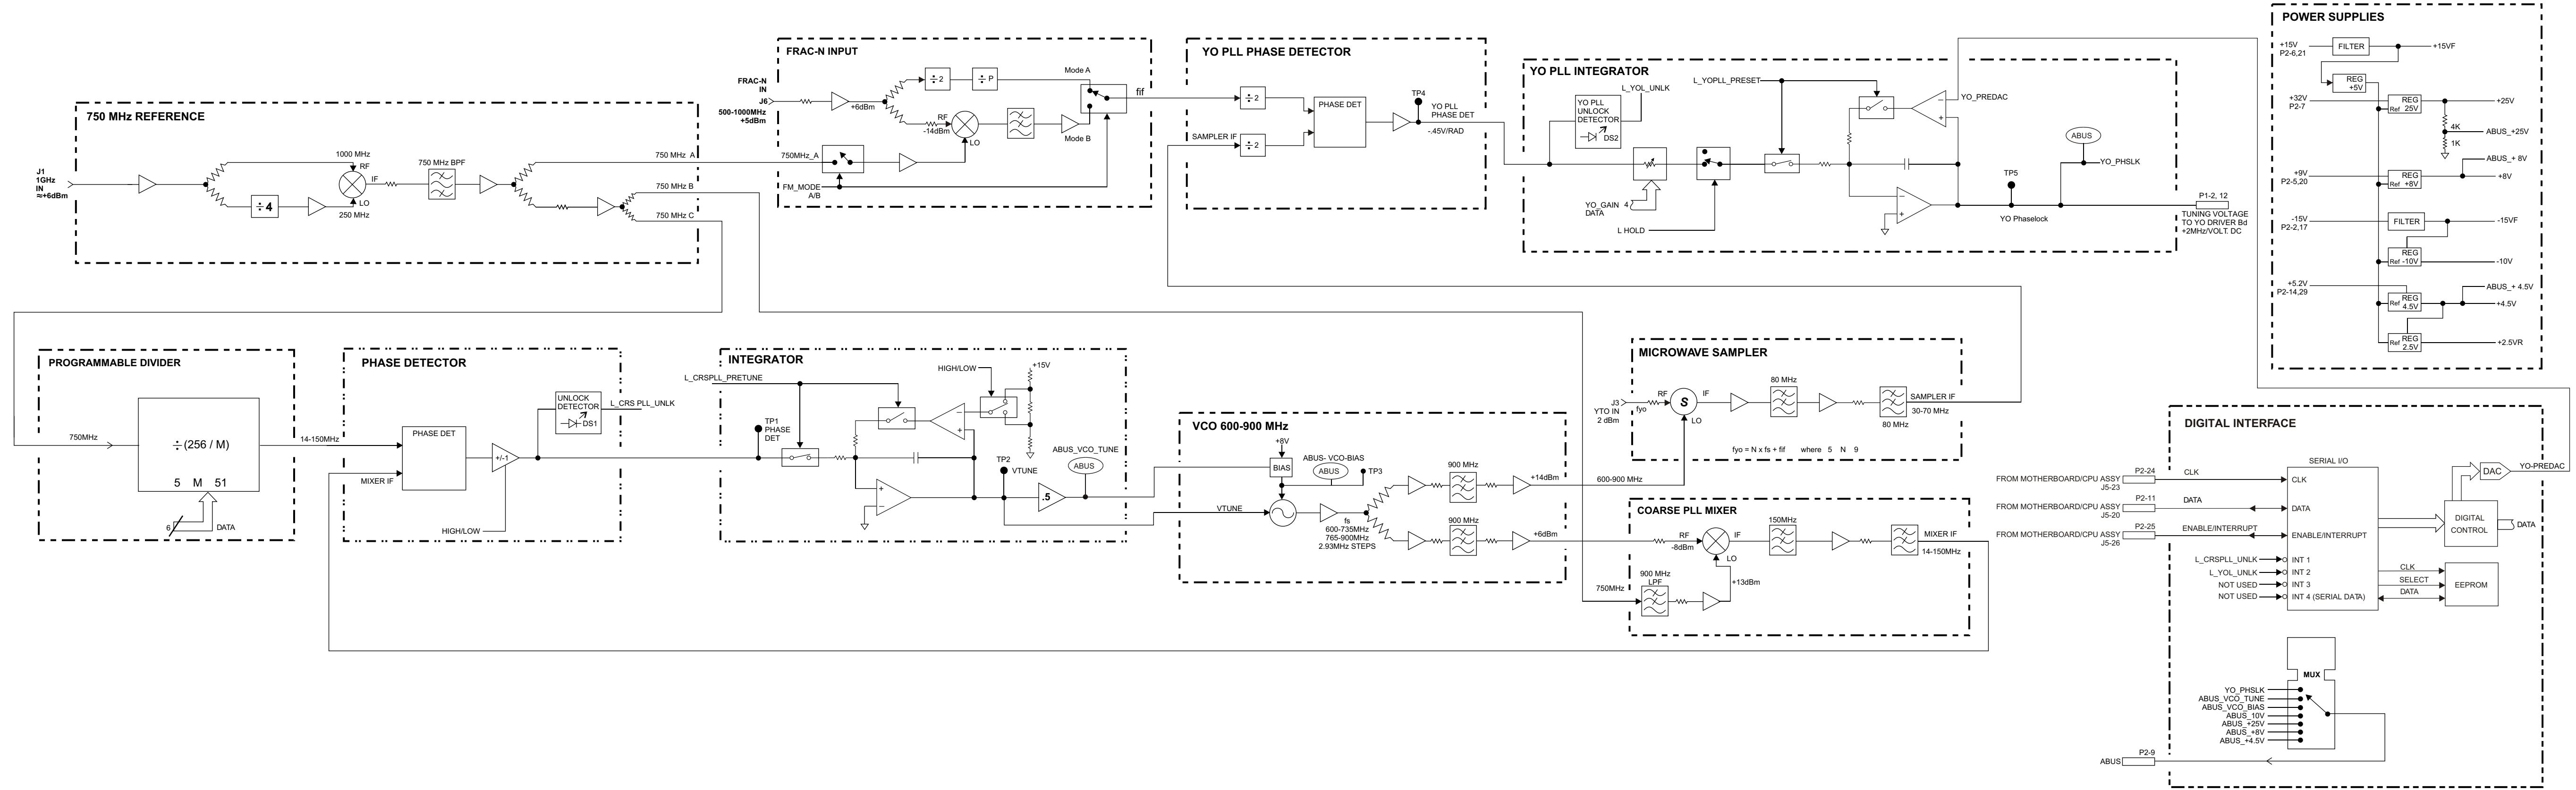 750 MHz REFERENCE
J1
1GHz
IN
≈+6dBm
÷4
1000 MHz
RF
IF
LO
250 MHz
750 MHz BPF
750 MHz A
750 MHz B
750 MHz C
FRAC-N INPUT
FRAC-N
IN
J6
500-1000MHz
+5dBm
+6dBm
÷2
÷P
Mode A
RF
-14dBm
LO
Mode B
fif
750MHz_A
FM_MODE
A/B
YO PLL PHASE DETECTOR
÷2
SAMPLER IF
÷2
PHASE DET
TP4
YO PLL
PHASE DET
-.45V/RAD
YO PLL INTEGRATOR
L_YOL_UNLK
YO PLL
UNLOCK
DETECTOR
DS2
L_YOPLL_PRESET
YO_PREDAC
YO_GAIN
DATA
4
L HOLD
TP5
YO Phaselock
ABUS
YO_PHSLK
P1-2, 12
TUNING VOLTAGE
TO YO DRIVER Bd
+2MHz/VOLT. DC
POWER SUPPLIES
+15V
P2-6,21
FILTER
+15VF
REG
+5V
+32V
P2-7
REG
Ref 25V
+25V
4K
ABUS_+25V
1K
ABUS_+ 8V
+9V
P2-5,20
REG
Ref +8V
+8V
-15V
P2-2,17
FILTER
-15VF
REG
Ref -10V
-10V
+5.2V
P2-14,29
ABUS_+ 4.5V
REG
Ref 4.5V
+4.5V
REG
Ref 2.5V
+2.5VR
PROGRAMMABLE DIVIDER
750MHz
÷(256 / M)
5 M 51
6
DATA
14-150MHz
PHASE DETECTOR
PHASE DET
MIXER IF
+/-1
HIGH/LOW
UNLOCK
DETECTOR
DS1
L_CRS PLL_UNLK
INTEGRATOR
L_CRSPLL_PRETUNE
HIGH/LOW
+15V
TP1
PHASE
DET
TP2
VTUNE
.5
ABUS_VCO_TUNE
ABUS
VCO 600-900 MHz
+8V
BIAS
ABUS- VCO-BIAS
ABUS
TP3
VTUNE
fs
600-735MHz
765-900MHz
2.93MHz STEPS
900 MHz
+14dBm
900 MHz
+6dBm
600-900 MHz
MICROWAVE SAMPLER
J3
YTO IN
2 dBm
RF
fyo
S
IF
LO
80 MHz
80 MHz
SAMPLER IF
30-70 MHz
fyo = N x fs + fif where 5 N 9
COARSE PLL MIXER
RF
-8dBm
IF
LO
+13dBm
150MHz
MIXER IF
14-150MHz
750MHz
900 MHz
LPF
DIGITAL INTERFACE
SERIAL I/O
P2-24
FROM MOTHERBOARD/CPU ASSY
J5-23
CLK
CLK
P2-11
FROM MOTHERBOARD/CPU ASSY
J5-20
DATA
DATA
P2-25
FROM MOTHERBOARD/CPU ASSY
J5-26
ENABLE/INTERRUPT
ENABLE/INTERRUPT
L_CRSPLL_UNLK
INT 1
L_YOL_UNLK
INT 2
NOT USED
INT 3
NOT USED
INT 4 (SERIAL DATA)
DAC
YO-PREDAC
DIGITAL
CONTROL
DATA
CLK
SELECT
DATA
EEPROM
MUX
YO_PHSLK
ABUS_VCO_TUNE
ABUS_VCO_BIAS
ABUS_10V
ABUS_+25V
ABUS_+8V
ABUS_+4.5V
P2-9
ABUS